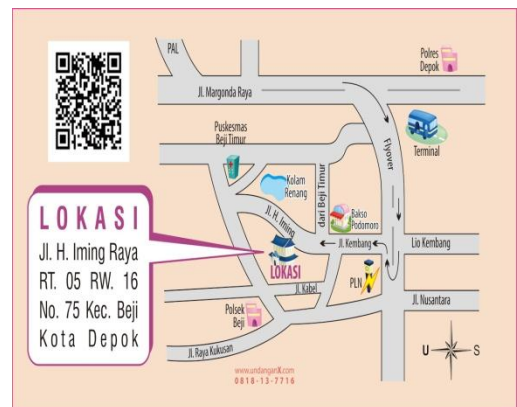 PAL
Polres
Depok
Jl. Margonda Raya
Puskesmas
Beji Timur
Flyover
Terminal
Kolam
Renang
dari Beji Timur
LOKASI
Jl. H. Iming Raya
RT. 05 RW. 16
No. 75 Kec. Beji
Kota Depok
Jl. H. Iming
Bakso
Podomoro
Jl. Kembang
Lio Kembang
LOKASI
PLN
Jl. Kabel
Jl. Nusantara
Polsek
Beji
Jl. Raya Kukusan
U
S
www.undanganK.com
0818-13-7716